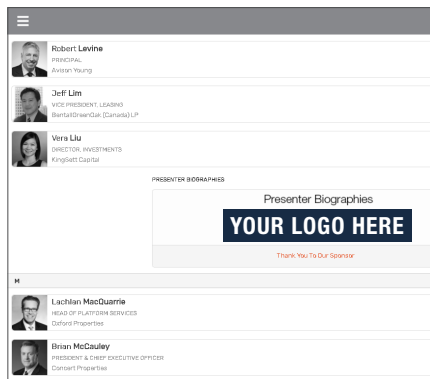 Robert Levine
PRINCIPAL
Avison Young
Jeff Lim
VICE PRESIDENT, LEASING
BentallGreenOak (Canada) LP
Vera Liu
DIRECTOR, INVESTMENTS
KingSett Capital
PRESENTER BIOGRAPHIES
Presenter Biographies
YOUR LOGO HERE
Thank You To Our Sponsor
M
Lachlan MacQuarrie
HEAD OF PLATFORM SERVICES
Oxford Properties
Brian McCauley
PRESIDENT & CHIEF EXECUTIVE OFFICER
Concert Properties